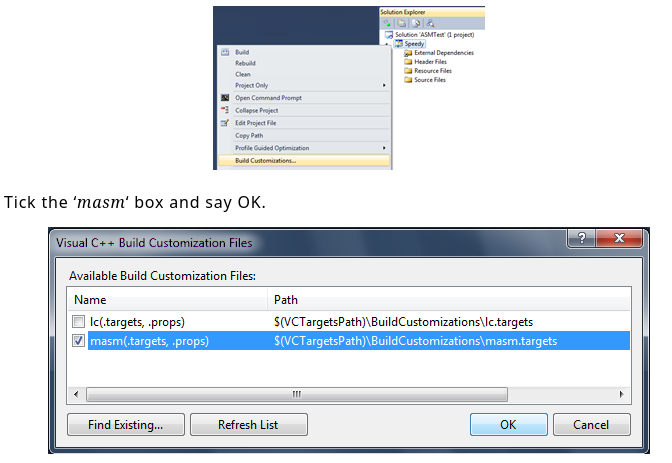 Solution Explorer
Solution 'ASMTest' (1 project)
Speedy
External Dependencies
Header Files
Resource Files
Source Files
Build
Rebuild
Clean
Project Only
Open Command Prompt
Collapse Project
Edit Project File
Copy Path
Profile Guided Optimization
Build Customizations...
Tick the ‘masm‘ box and say OK.
Visual C++ Build Customization Files
Available Build Customization Files:
Name Path
lc(.targets, .props) $(VCTargetsPath)\BuildCustomizations\lc.targets
masm(.targets, .props) $(VCTargetsPath)\BuildCustomizations\masm.targets
Find Existing... Refresh List OK Cancel